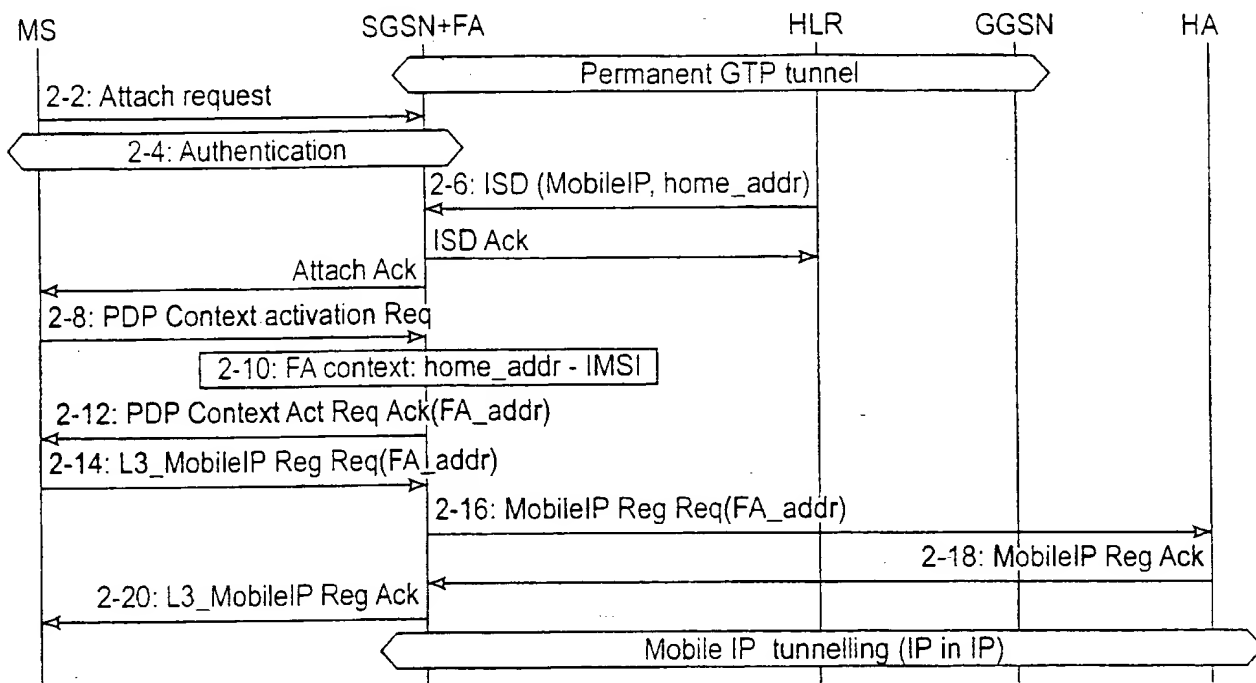 MS SGSN+FA HLR GGSN HA
Permanent GTP tunnel
2-2: Attach request
2-4: Authentication
2-6: ISD (MobileIP, home_addr)
ISD Ack
Attach Ack
2-8: PDP Context activation Req
2-10: FA context: home_addr - IMSI
2-12: PDP Context Act Req Ack(FA_addr)
2-14: L3_MobileIP Reg Req(FA_addr)
2-16: MobileIP Reg Req(FA_addr)
2-18: MobileIP Reg Ack
2-20: L3_MobileIP Reg Ack
Mobile IP tunnelling (IP in IP)